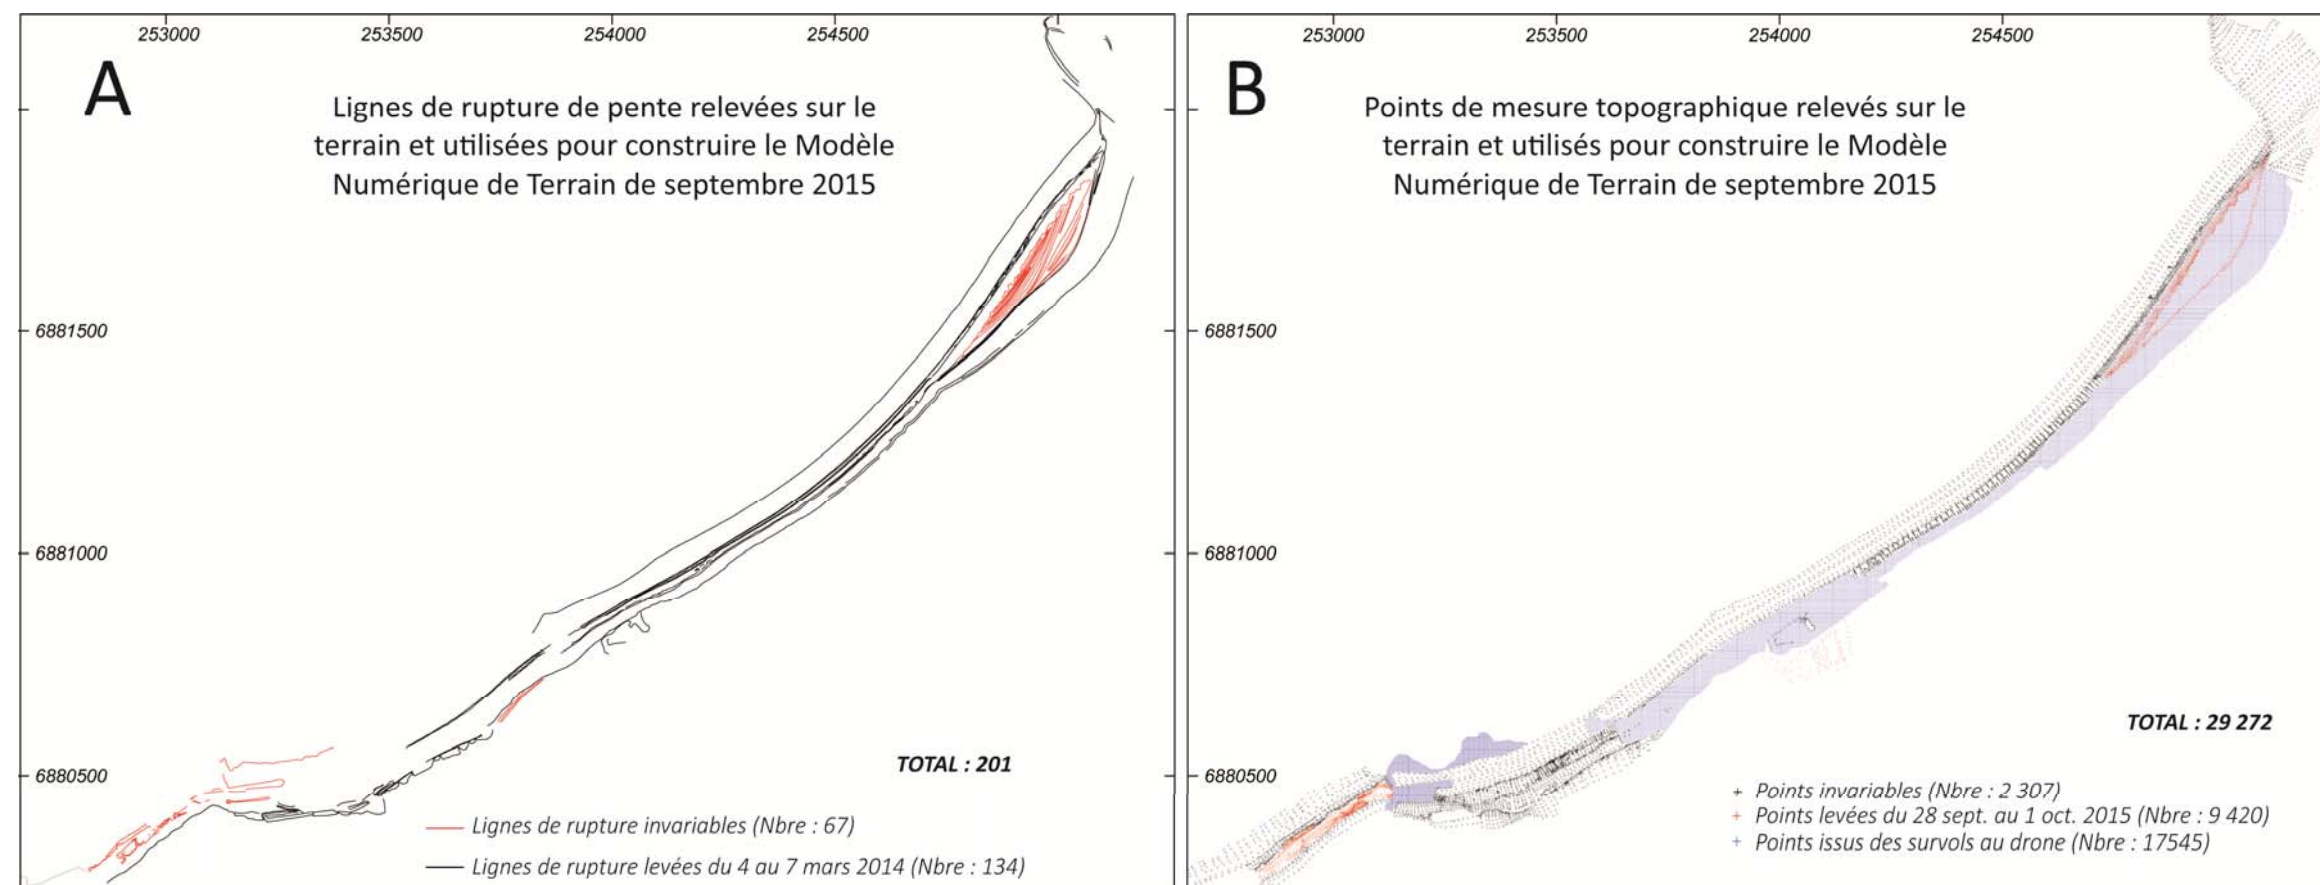 253000
253500
254000
254500
A
Lignes de rupture de pente relevées sur le
terrain et utilisées pour construire le Modèle
Numérique de Terrain de septembre 2015
6881500
6881000
6880500
TOTAL : 201
Lignes de rupture invariables (Nbre : 67)
Lignes de rupture levées du 4 au 7 mars 2014 (Nbre : 134)
253000
253500
254000
254500
B
Points de mesure topographique relevés sur le
terrain et utilisés pour construire le Modèle
Numérique de Terrain de septembre 2015
6881500
6881000
6880500
TOTAL : 29 272
Points invariables (Nbre : 2 307)
Points levées du 28 sept. au 1 oct. 2015 (Nbre : 9 420)
Points issus des survols au drone (Nbre : 17545)